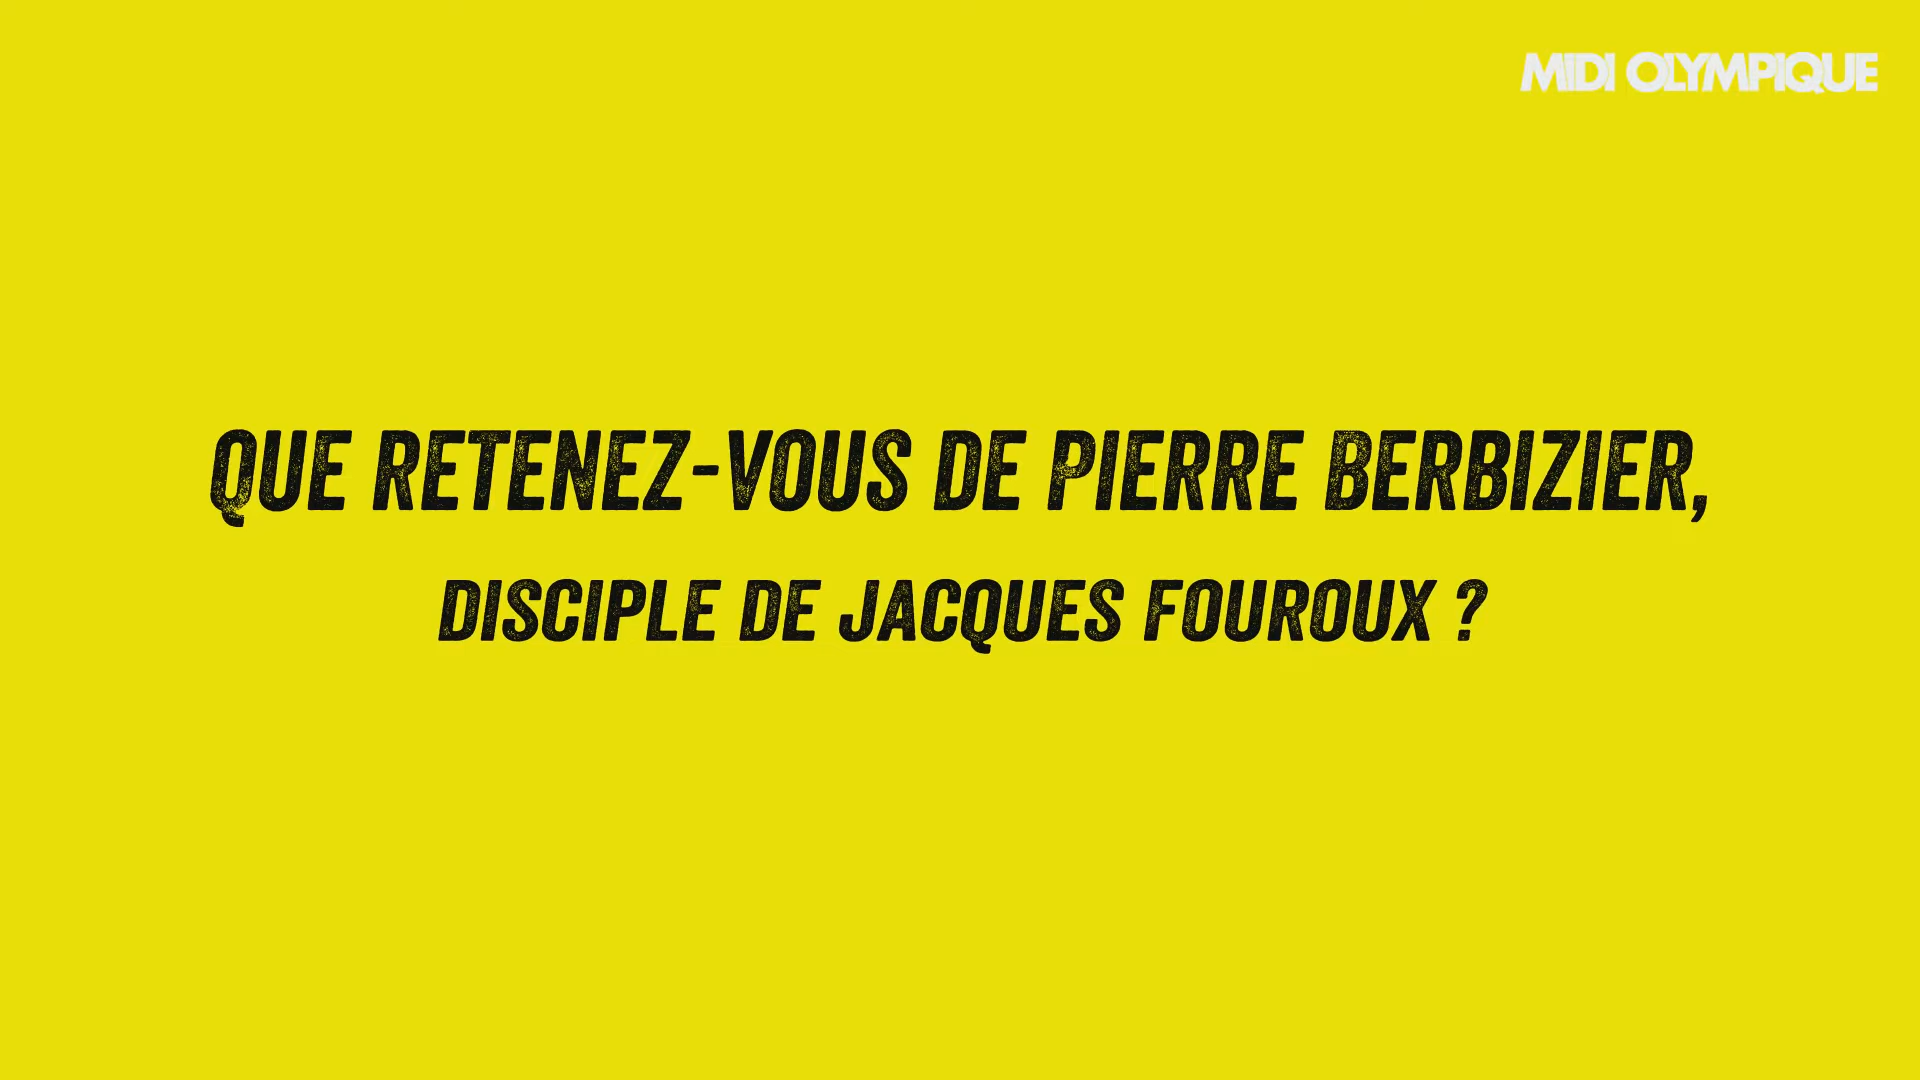 MIDI OLYMPIQUE
QUE RETENEZ-VOUS DE PIERRE BERBIZIER,
DISCIPLE DE JACQUES FOUROUX ?